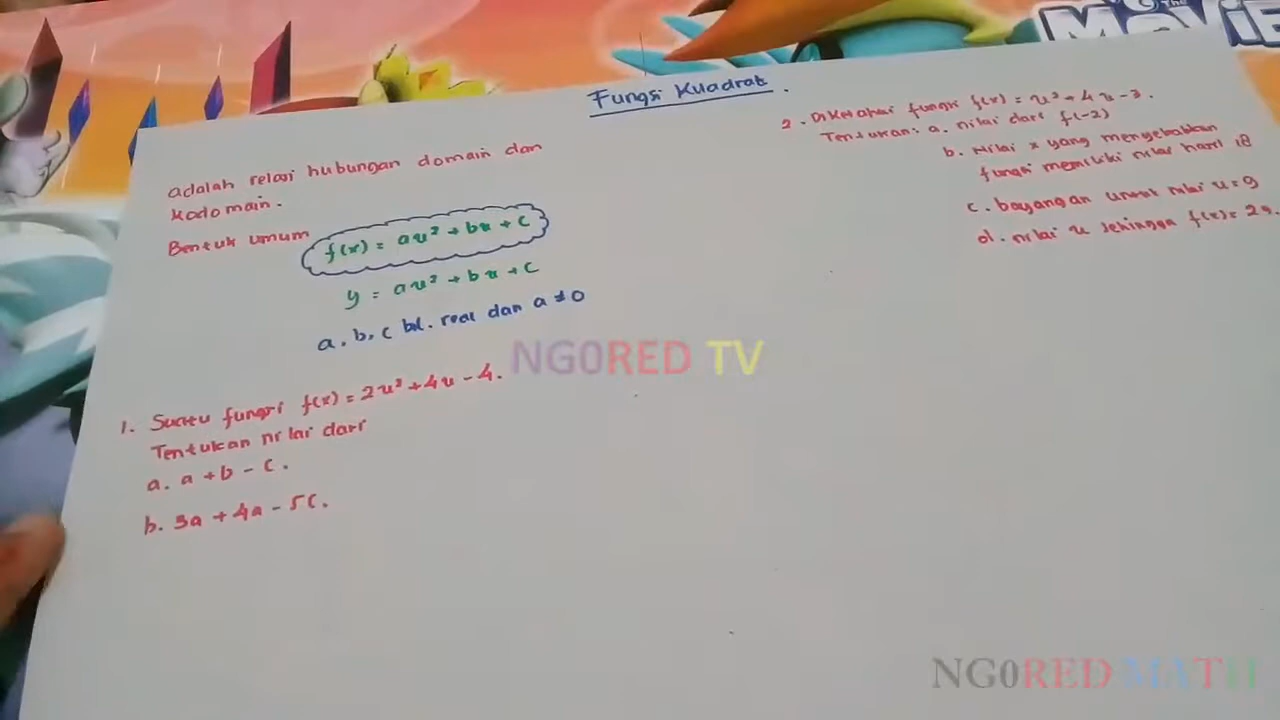 MOVIE
Fungsi Kuadrat.
adalah relasi hubungan domain dan
kodomain.
Bentuk umum f(x) = ax² + bx + c
y = ax² + bx + c
a, b, c bil. real dan a ≠ 0
1. Suatu fungsi f(x) = 2x² + 4x - 4.
Tentukan nilai dari
a. a + b - c.
b. 3a + 4a - 5c.
2. Diketahui fungsi f(x) = x² + 4x - 3.
Tentukan: a. nilai dari f(-2)
b. Nilai x yang menyebabkan
fungsi memiliki nilai hasil 18
c. bayangan untuk nilai x = 9
d. nilai x sehingga f(x) = 29.
NG0RED TV
NG0RED MATH